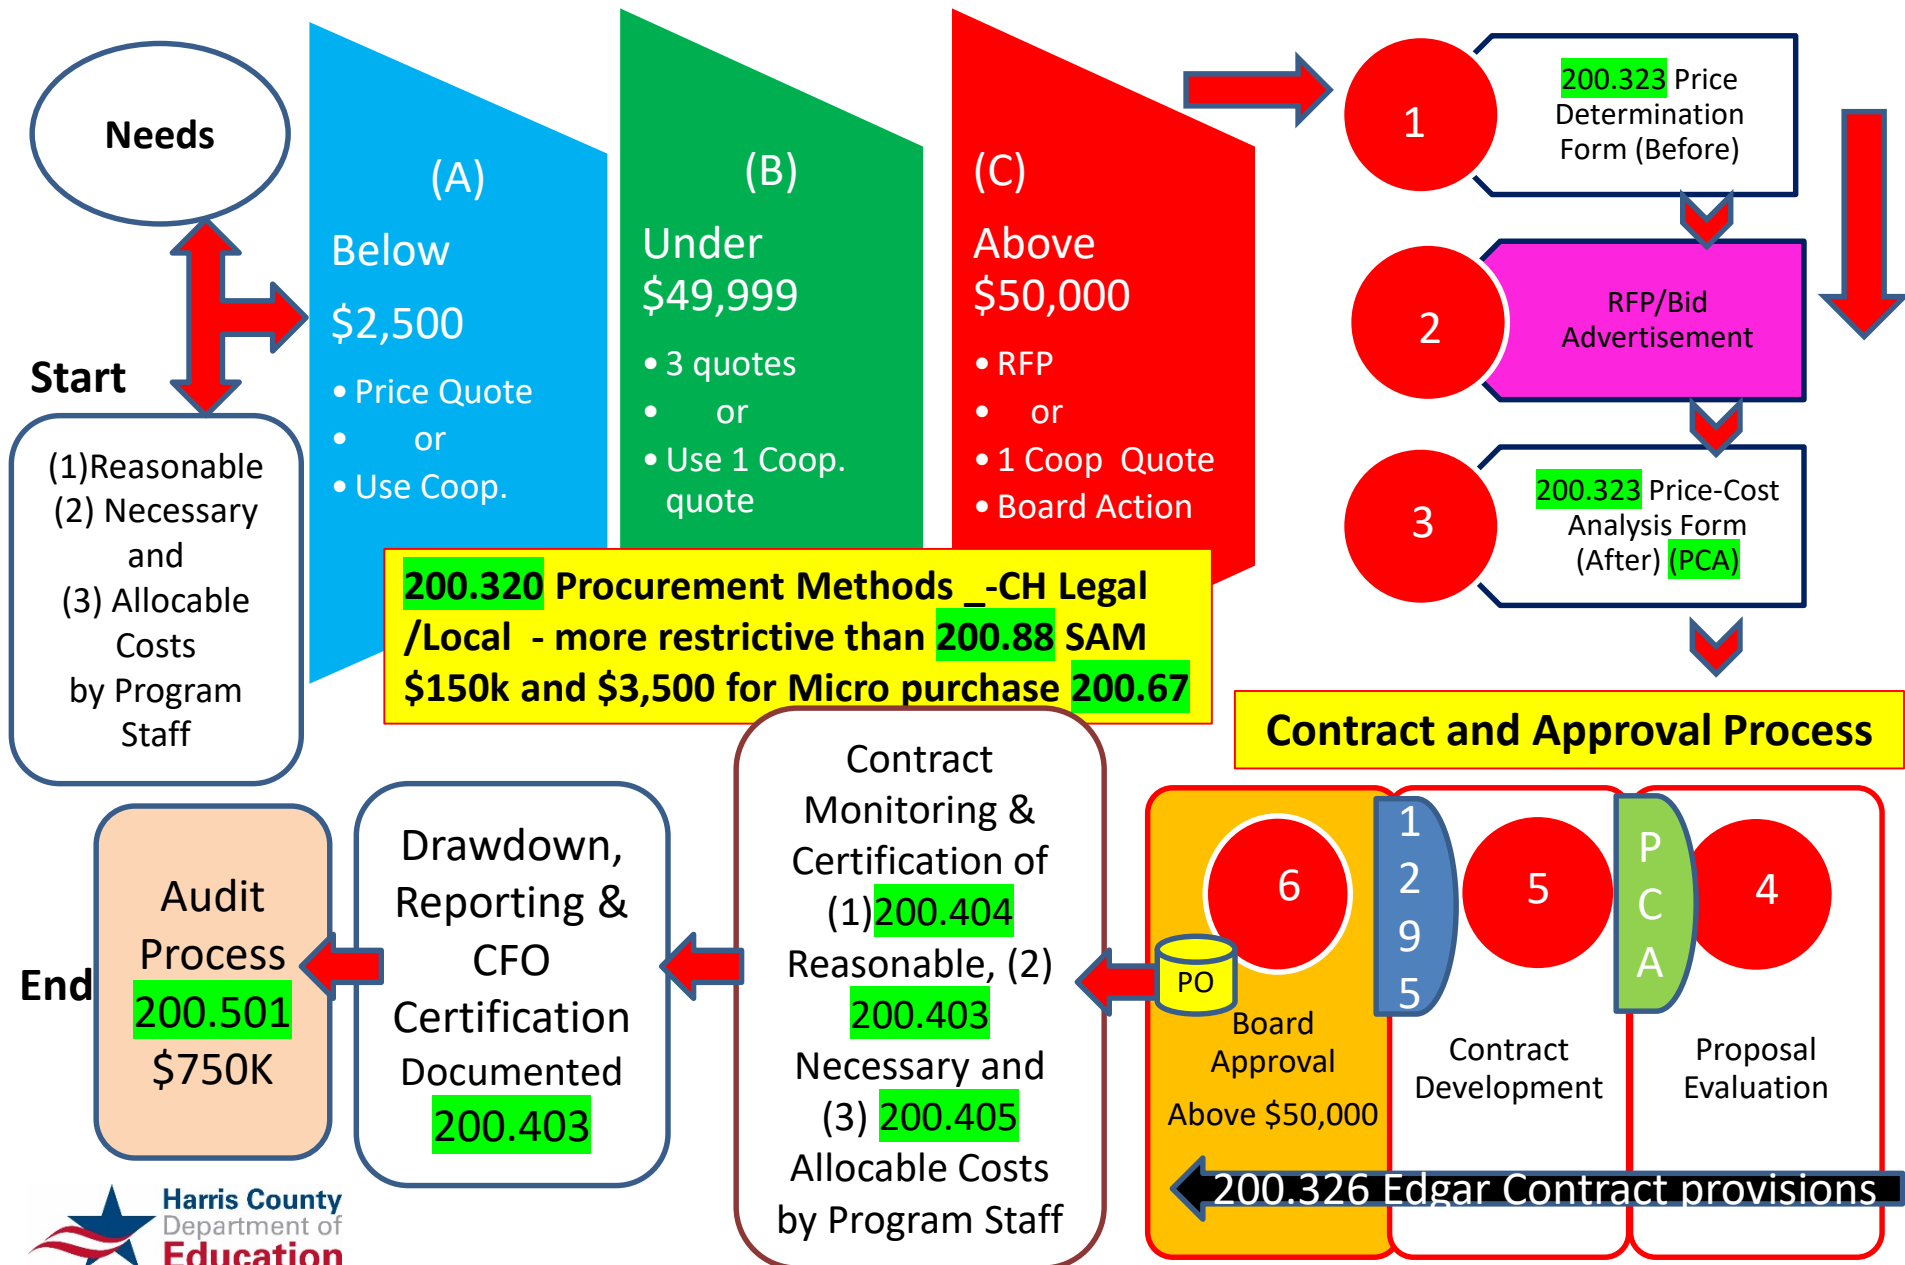 Needs
Start
(1)Reasonable
(2) Necessary
and
(3) Allocable
Costs
by Program
Staff
(A)
Below
$2,500
• Price Quote
• or
• Use Coop.
(B)
Under
$49,999
• 3 quotes
• or
• Use 1 Coop.
quote
(C)
Above
$50,000
• RFP
• or
• 1 Coop Quote
• Board Action
200.320 Procurement Methods _-CH Legal
/Local - more restrictive than 200.88 SAM
$150k and $3,500 for Micro purchase 200.67
1
200.323 Price
Determination
Form (Before)
2
RFP/Bid
Advertisement
3
200.323 Price-Cost
Analysis Form
(After) (PCA)
Contract and Approval Process
4
Proposal
Evaluation
P
C
A
5
Contract
Development
1
2
9
5
6
PO
Board
Approval
Above $50,000
200.326 Edgar Contract provisions
Contract
Monitoring &
Certification of
(1)200.404
Reasonable, (2)
200.403
Necessary and
(3) 200.405
Allocable Costs
by Program Staff
Drawdown,
Reporting &
CFO
Certification
Documented
200.403
Audit
Process
200.501
$750K
End
Harris County
Department of
Education